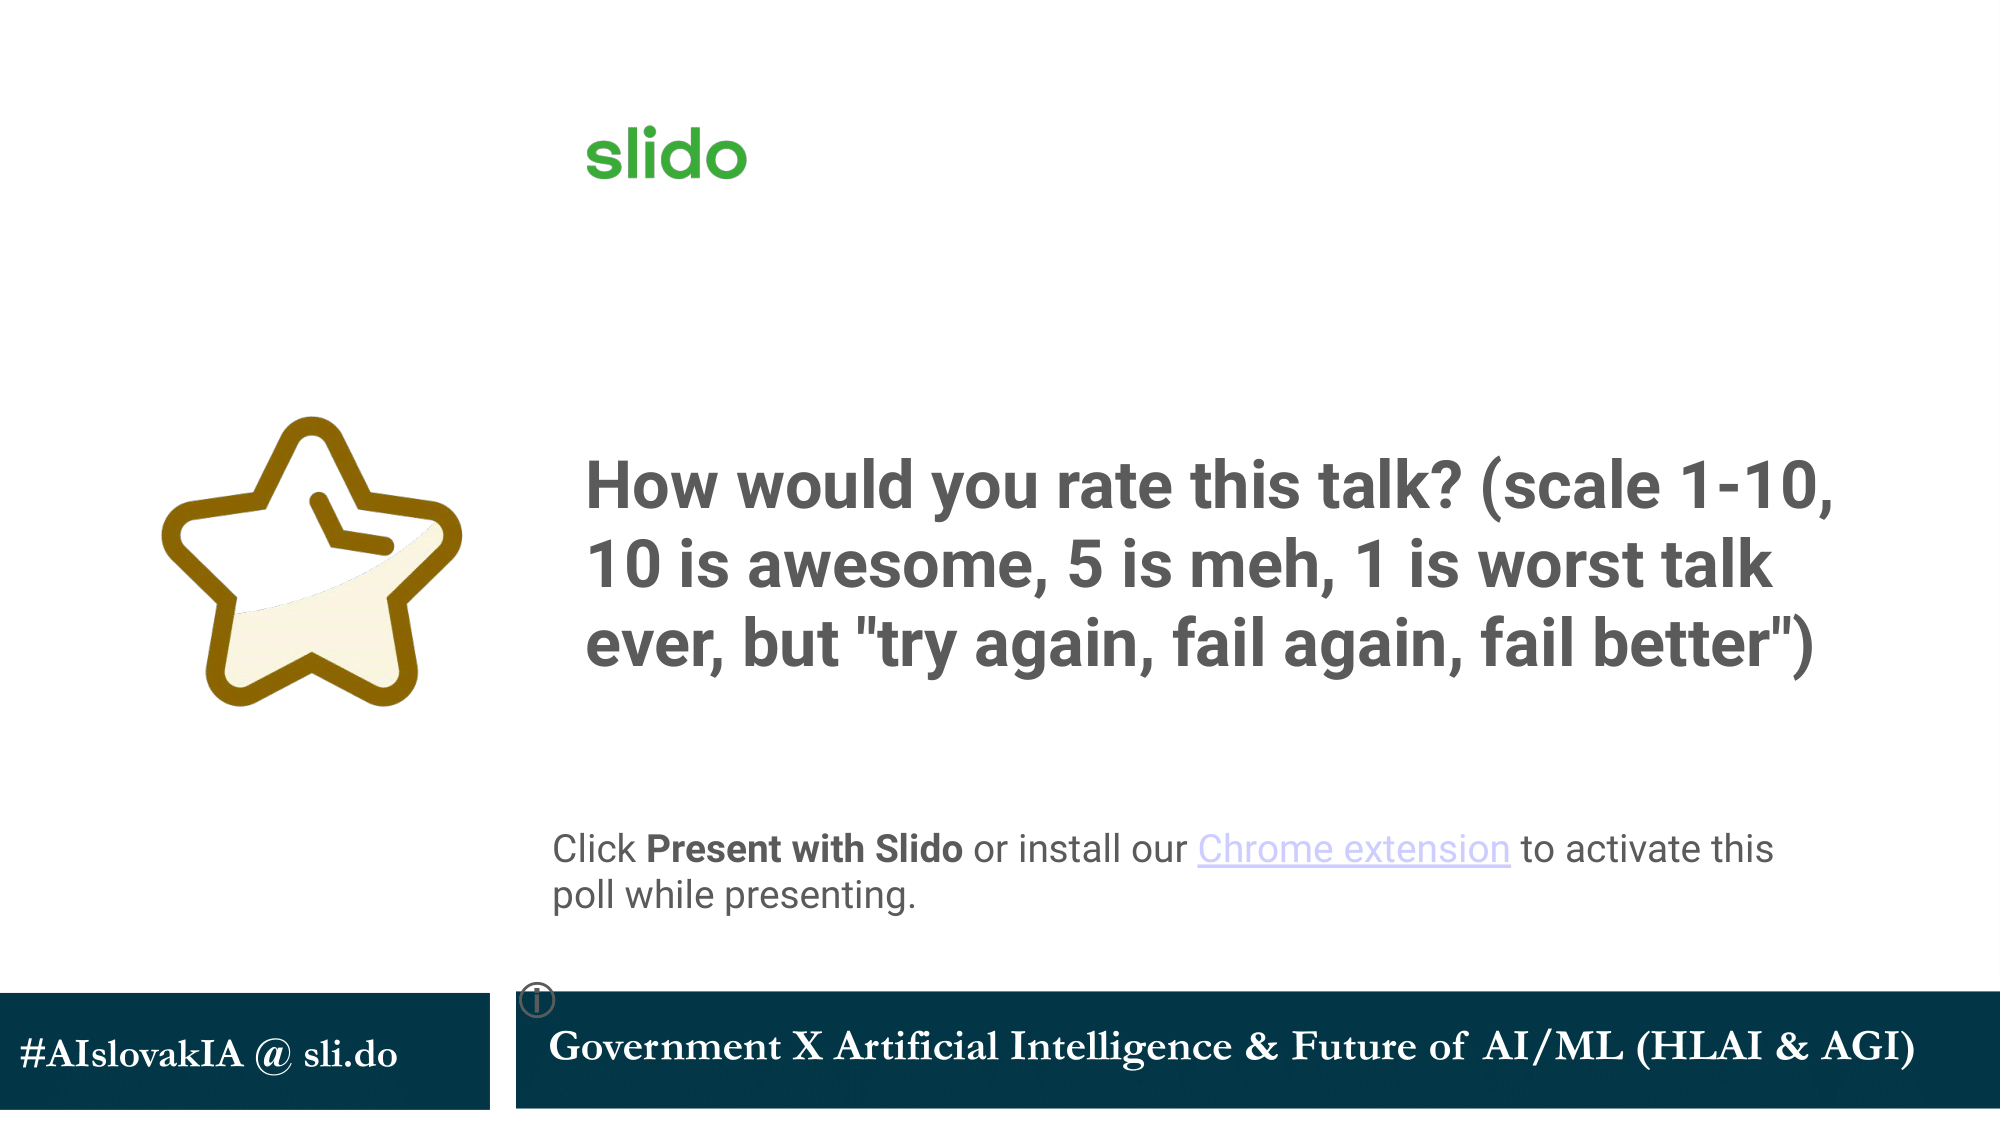 slido
How would you rate this talk? (scale 1-10,
10 is awesome, 5 is meh, 1 is worst talk
ever, but "try again, fail again, fail better")
Click Present with Slido or install our Chrome extension to activate this
poll while presenting.
ⓘ
#AIslovakIA @ sli.do
Government X Artificial Intelligence & Future of AI/ML (HLAI & AGI)